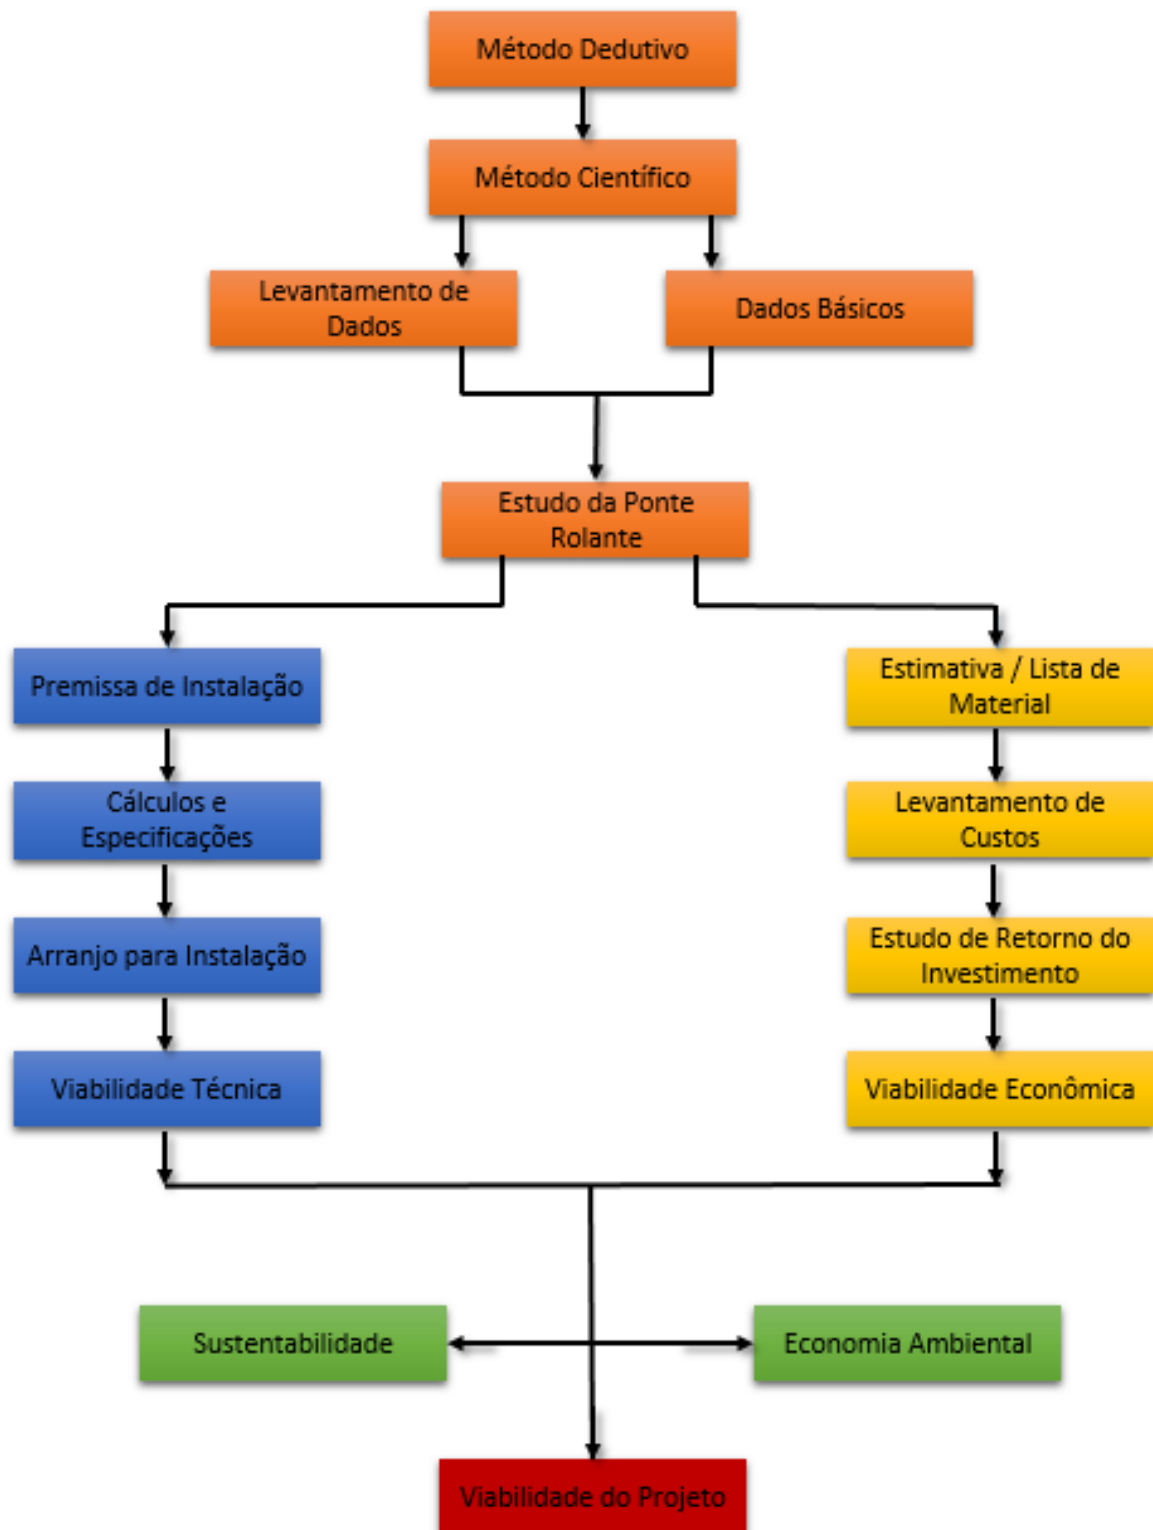 Método Dedutivo
Método Científico
Levantamento de
Dados
Dados Básicos
Estudo da Ponte
Rolante
Premissa de Instalação
Estimativa / Lista de
Material
Cálculos e
Especificações
Levantamento de
Custos
Arranjo para Instalação
Estudo de Retorno do
Investimento
Viabilidade Técnica
Viabilidade Econômica
Sustentabilidade
Economia Ambiental
Viabilidade do Projeto